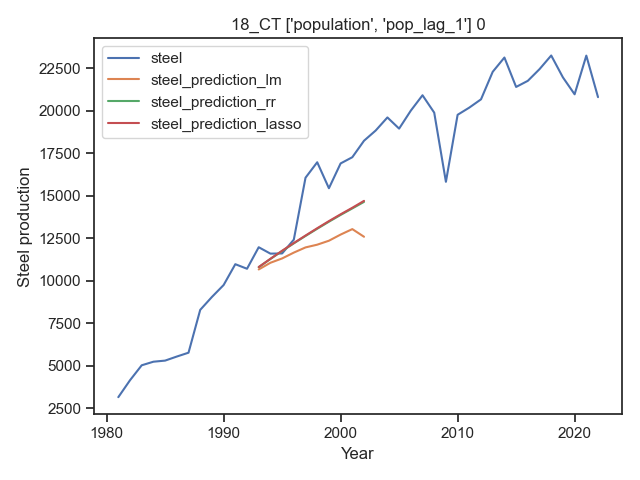 18_CT ['population', 'pop_lag_1'] 0
steel
steel_prediction_lm
steel_prediction_rr
steel_prediction_lasso
22500
20000
17500
15000
12500
10000
7500
5000
2500
Steel production
1980
1990
2000
2010
2020
Year